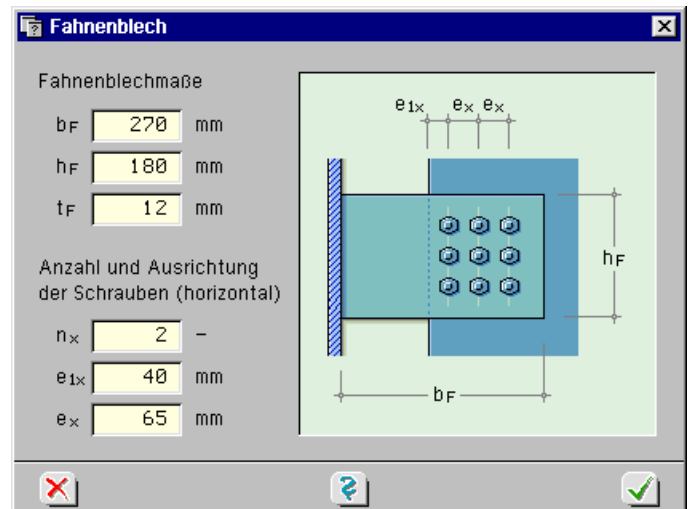 Fahnenblech
Fahnenblechmaße
bF 270 mm
hF 180 mm
tF 12 mm
Anzahl und Ausrichtung
der Schrauben (horizontal)
nx 2 –
e1x 40 mm
ex 65 mm
e1x ex ex
hF
bF